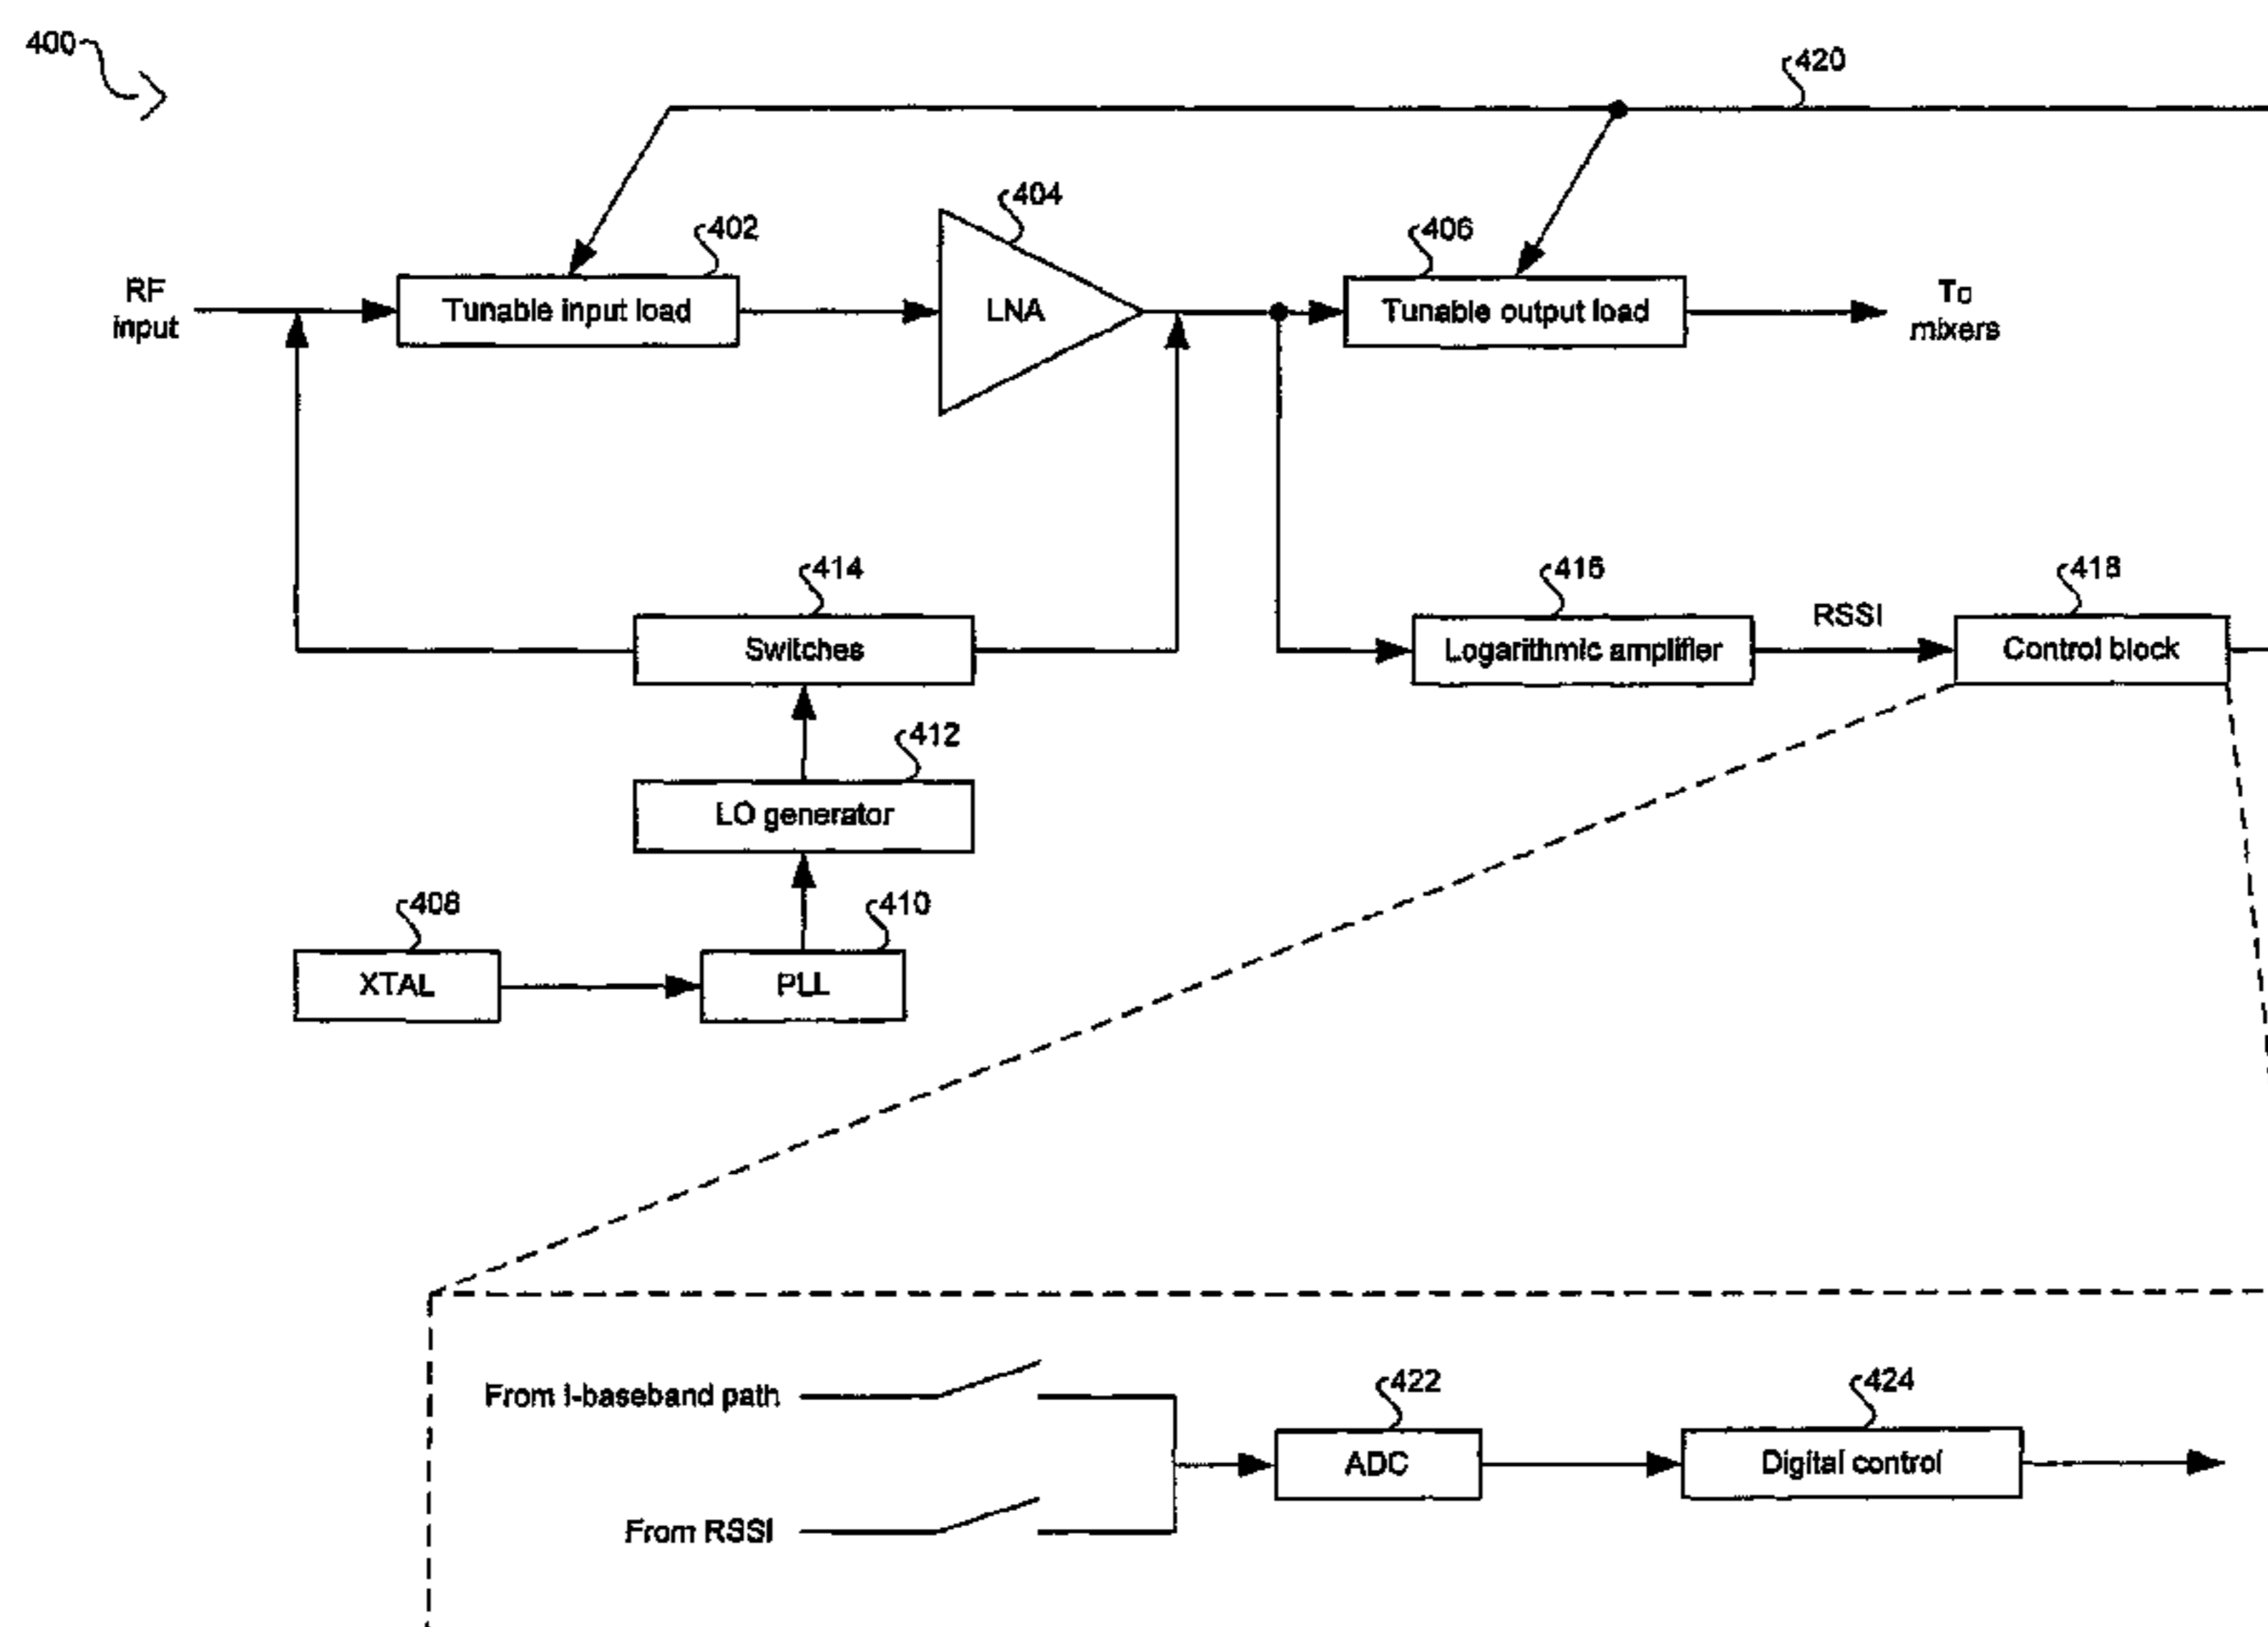 400
420
402
404
406
RF
input
Tunable input load
LNA
Tunable output load
To
mixers
414
416
RSSI
418
Switches
Logarithmic amplifier
Control block
412
LO generator
408
410
XTAL
PLL
422
424
From I-baseband path
ADC
Digital control
From RSSI